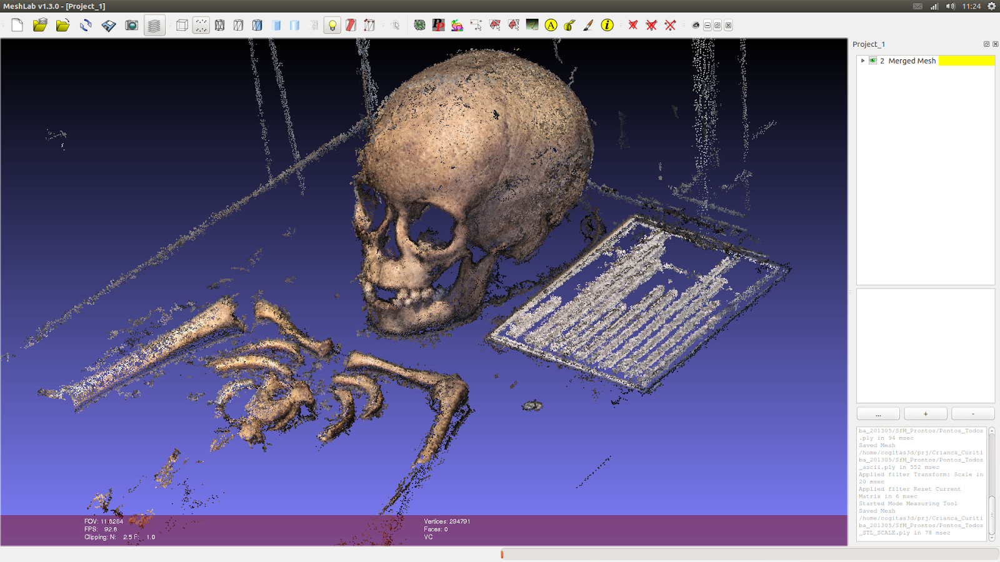 MeshLab v1.3.0 - [Project_1]
11:24
Project_1
2 Merged Mesh
... + -
ba_201305/SfM_Prontos/Pontos_Todos
.ply in 94 msec
Saved Mesh
/home/cogitas3d/prj/Crianca_Curiti
ba_201305/SfM_Prontos/Pontos_Todos
_ascii.ply in 552 msec
Applied filter Transform: Scale in
20 msec
Applied filter Reset Current
Matrix in 6 msec
Started Mode Measuring Tool
Saved Mesh
/home/cogitas3d/prj/Crianca_Curiti
ba_201305/SfM_Prontos/Pontos_Todos
_STL_SCALE.ply in 78 msec
FOV: 11.6284
FPS: 92.6
Clipping: N: 2.5 F: 1.0
Vertices: 294791
Faces: 0
VC